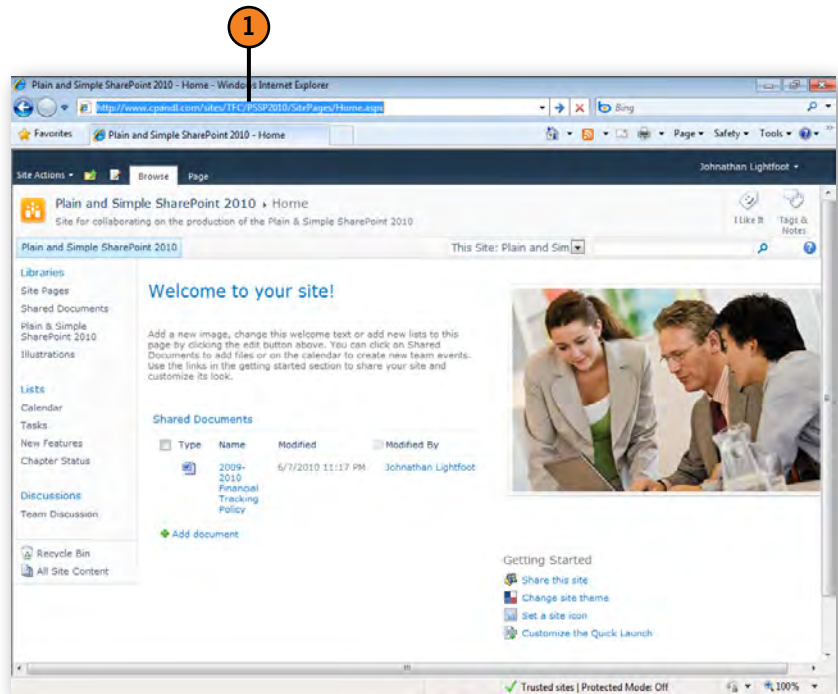 1
Plain and Simple SharePoint 2010 - Home - Windows Internet Explorer
http://www.cpandl.com/sites/TFC/PSSP2010/SitePages/Home.aspx
Bing
Favorites
Plain and Simple SharePoint 2010 - Home
Page
Safety
Tools
Site Actions
Browse
Page
Johnathan Lightfoot
Plain and Simple SharePoint 2010 Home
Site for collaborating on the production of the Plain & Simple SharePoint 2010
I Like It
Tags &
Notes
Plain and Simple SharePoint 2010
This Site: Plain and Sim
Libraries
Site Pages
Shared Documents
Plain & Simple
SharePoint 2010
Illustrations
Lists
Calendar
Tasks
New Features
Chapter Status
Discussions
Team Discussion
Recycle Bin
All Site Content
Welcome to your site!
Add a new image, change this welcome text or add new lists to this
page by clicking the edit button above. You can click on Shared
Documents to add files or on the calendar to create new team events.
Use the links in the getting started section to share your site and
customize its look.
Shared Documents
Type Name Modified Modified By
2009- 6/7/2010 11:17 PM Johnathan Lightfoot
2010
Financial
Tracking
Policy
Add document
Getting Started
Share this site
Change site theme
Set a site icon
Customize the Quick Launch
Trusted sites | Protected Mode: Off
100%